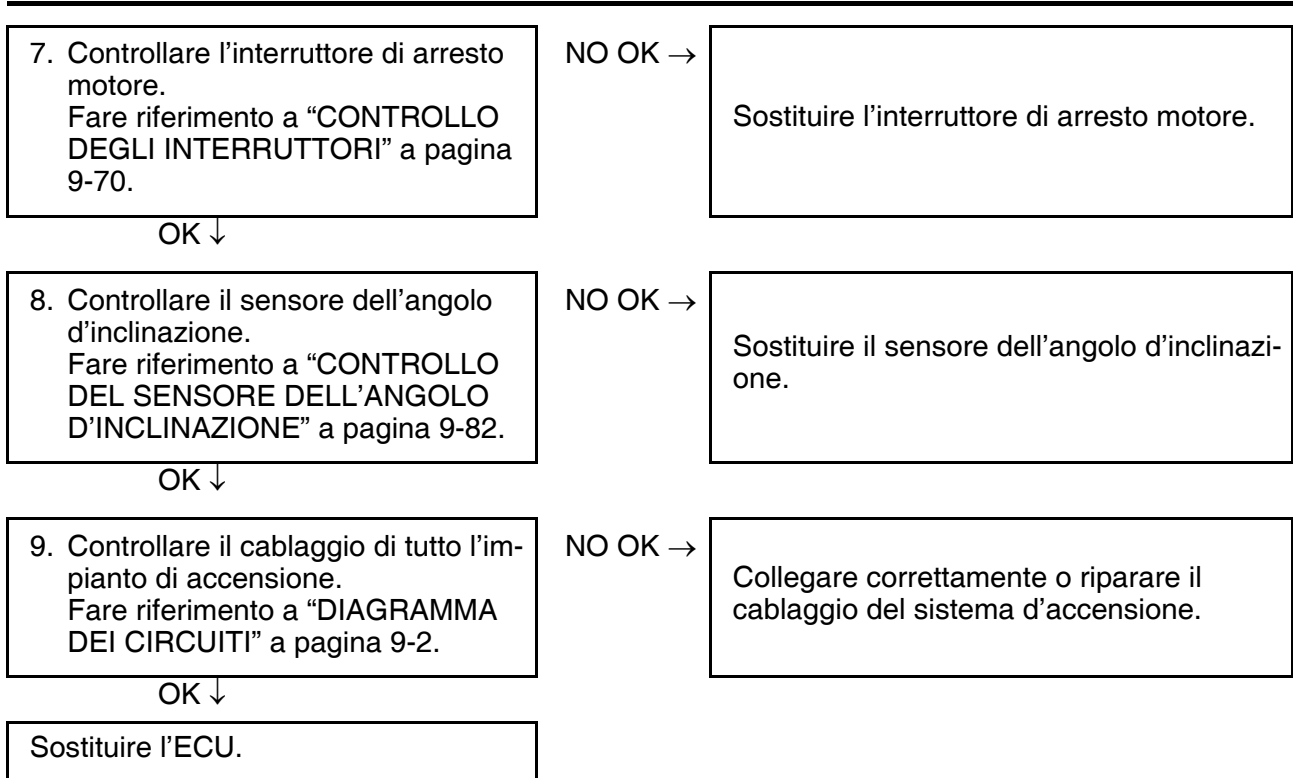 7. Controllare l’interruttore di arresto
motore.
Fare riferimento a “CONTROLLO
DEGLI INTERRUTTORI” a pagina
9-70.
NO OK →
Sostituire l’interruttore di arresto motore.
OK ↓
8. Controllare il sensore dell’angolo
d’inclinazione.
Fare riferimento a “CONTROLLO
DEL SENSORE DELL’ANGOLO
D’INCLINAZIONE” a pagina 9-82.
NO OK →
Sostituire il sensore dell’angolo d’inclinazi-
one.
OK ↓
9. Controllare il cablaggio di tutto l’im-
pianto di accensione.
Fare riferimento a “DIAGRAMMA
DEI CIRCUITI” a pagina 9-2.
NO OK →
Collegare correttamente o riparare il
cablaggio del sistema d’accensione.
OK ↓
Sostituire l’ECU.